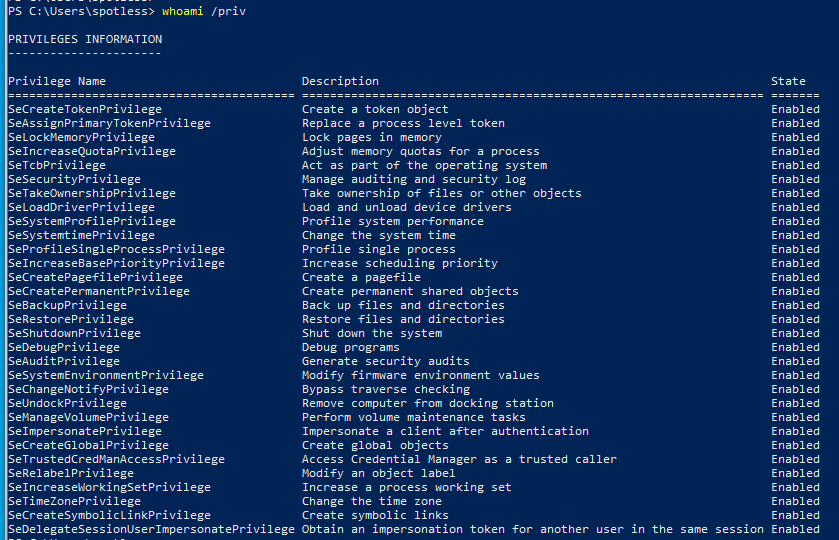 PS C:\Users\spotless> whoami /priv
PRIVILEGES INFORMATION
----------------------
Privilege Name Description State
========================================= ================================================================== =======
SeCreateTokenPrivilege Create a token object Enabled
SeAssignPrimaryTokenPrivilege Replace a process level token Enabled
SeLockMemoryPrivilege Lock pages in memory Enabled
SeIncreaseQuotaPrivilege Adjust memory quotas for a process Enabled
SeTcbPrivilege Act as part of the operating system Enabled
SeSecurityPrivilege Manage auditing and security log Enabled
SeTakeOwnershipPrivilege Take ownership of files or other objects Enabled
SeLoadDriverPrivilege Load and unload device drivers Enabled
SeSystemProfilePrivilege Profile system performance Enabled
SeSystemtimePrivilege Change the system time Enabled
SeProfileSingleProcessPrivilege Profile single process Enabled
SeIncreaseBasePriorityPrivilege Increase scheduling priority Enabled
SeCreatePagefilePrivilege Create a pagefile Enabled
SeCreatePermanentPrivilege Create permanent shared objects Enabled
SeBackupPrivilege Back up files and directories Enabled
SeRestorePrivilege Restore files and directories Enabled
SeShutdownPrivilege Shut down the system Enabled
SeDebugPrivilege Debug programs Enabled
SeAuditPrivilege Generate security audits Enabled
SeSystemEnvironmentPrivilege Modify firmware environment values Enabled
SeChangeNotifyPrivilege Bypass traverse checking Enabled
SeUndockPrivilege Remove computer from docking station Enabled
SeManageVolumePrivilege Perform volume maintenance tasks Enabled
SeImpersonatePrivilege Impersonate a client after authentication Enabled
SeCreateGlobalPrivilege Create global objects Enabled
SeTrustedCredManAccessPrivilege Access Credential Manager as a trusted caller Enabled
SeRelabelPrivilege Modify an object label Enabled
SeIncreaseWorkingSetPrivilege Increase a process working set Enabled
SeTimeZonePrivilege Change the time zone Enabled
SeCreateSymbolicLinkPrivilege Create symbolic links Enabled
SeDelegateSessionUserImpersonatePrivilege Obtain an impersonation token for another user in the same session Enabled